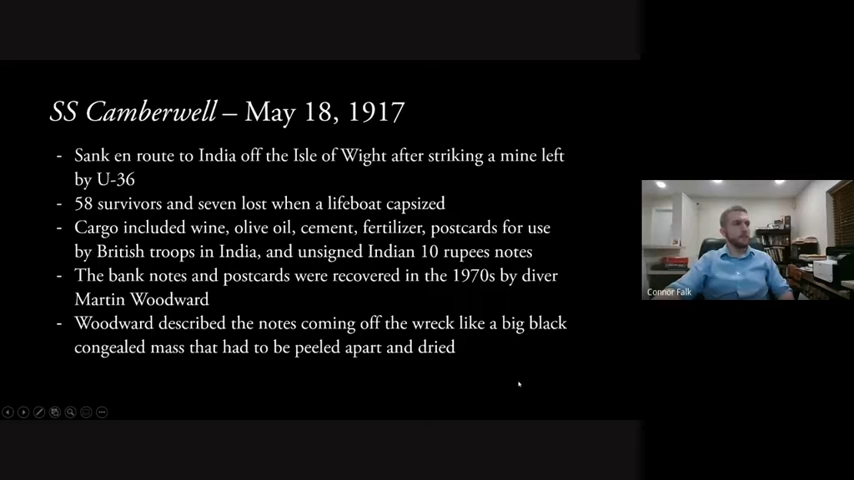 SS Camberwell – May 18, 1917
- Sank en route to India off the Isle of Wight after striking a mine left
by U-36
- 58 survivors and seven lost when a lifeboat capsized
- Cargo included wine, olive oil, cement, fertilizer, postcards for use
by British troops in India, and unsigned Indian 10 rupees notes
- The bank notes and postcards were recovered in the 1970s by diver
Martin Woodward
- Woodward described the notes coming off the wreck like a big black
congealed mass that had to be peeled apart and dried
Connor Falk